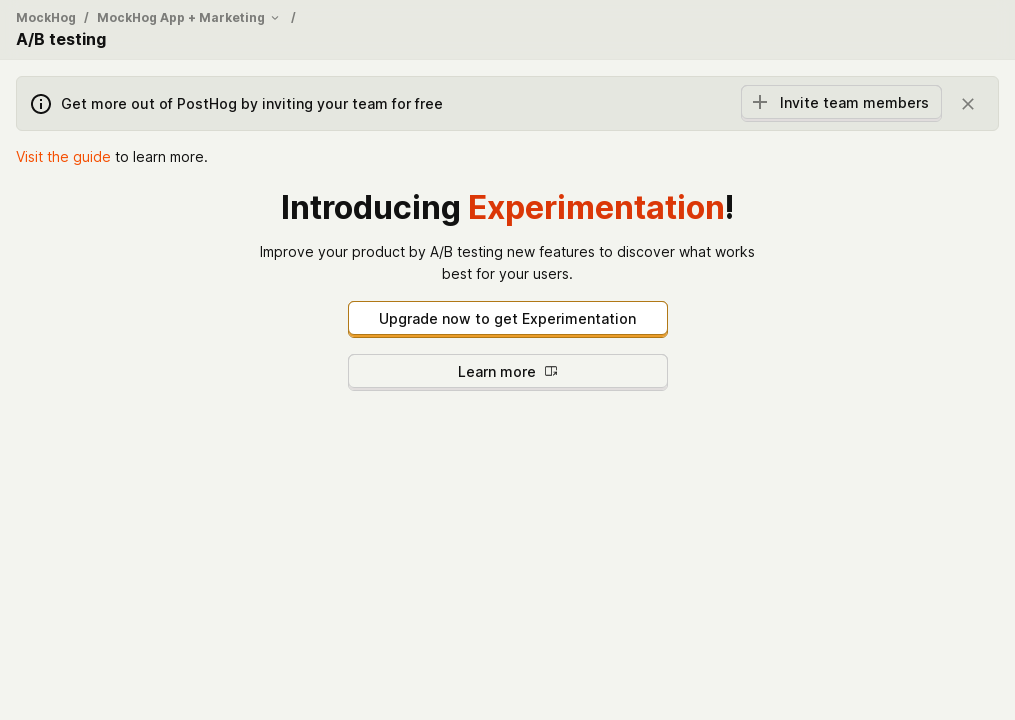 MockHog / MockHog App + Marketing /
A/B testing
Get more out of PostHog by inviting your team for free
Invite team members
Visit the guide to learn more.
Introducing Experimentation!
Improve your product by A/B testing new features to discover what works
best for your users.
Upgrade now to get Experimentation
Learn more